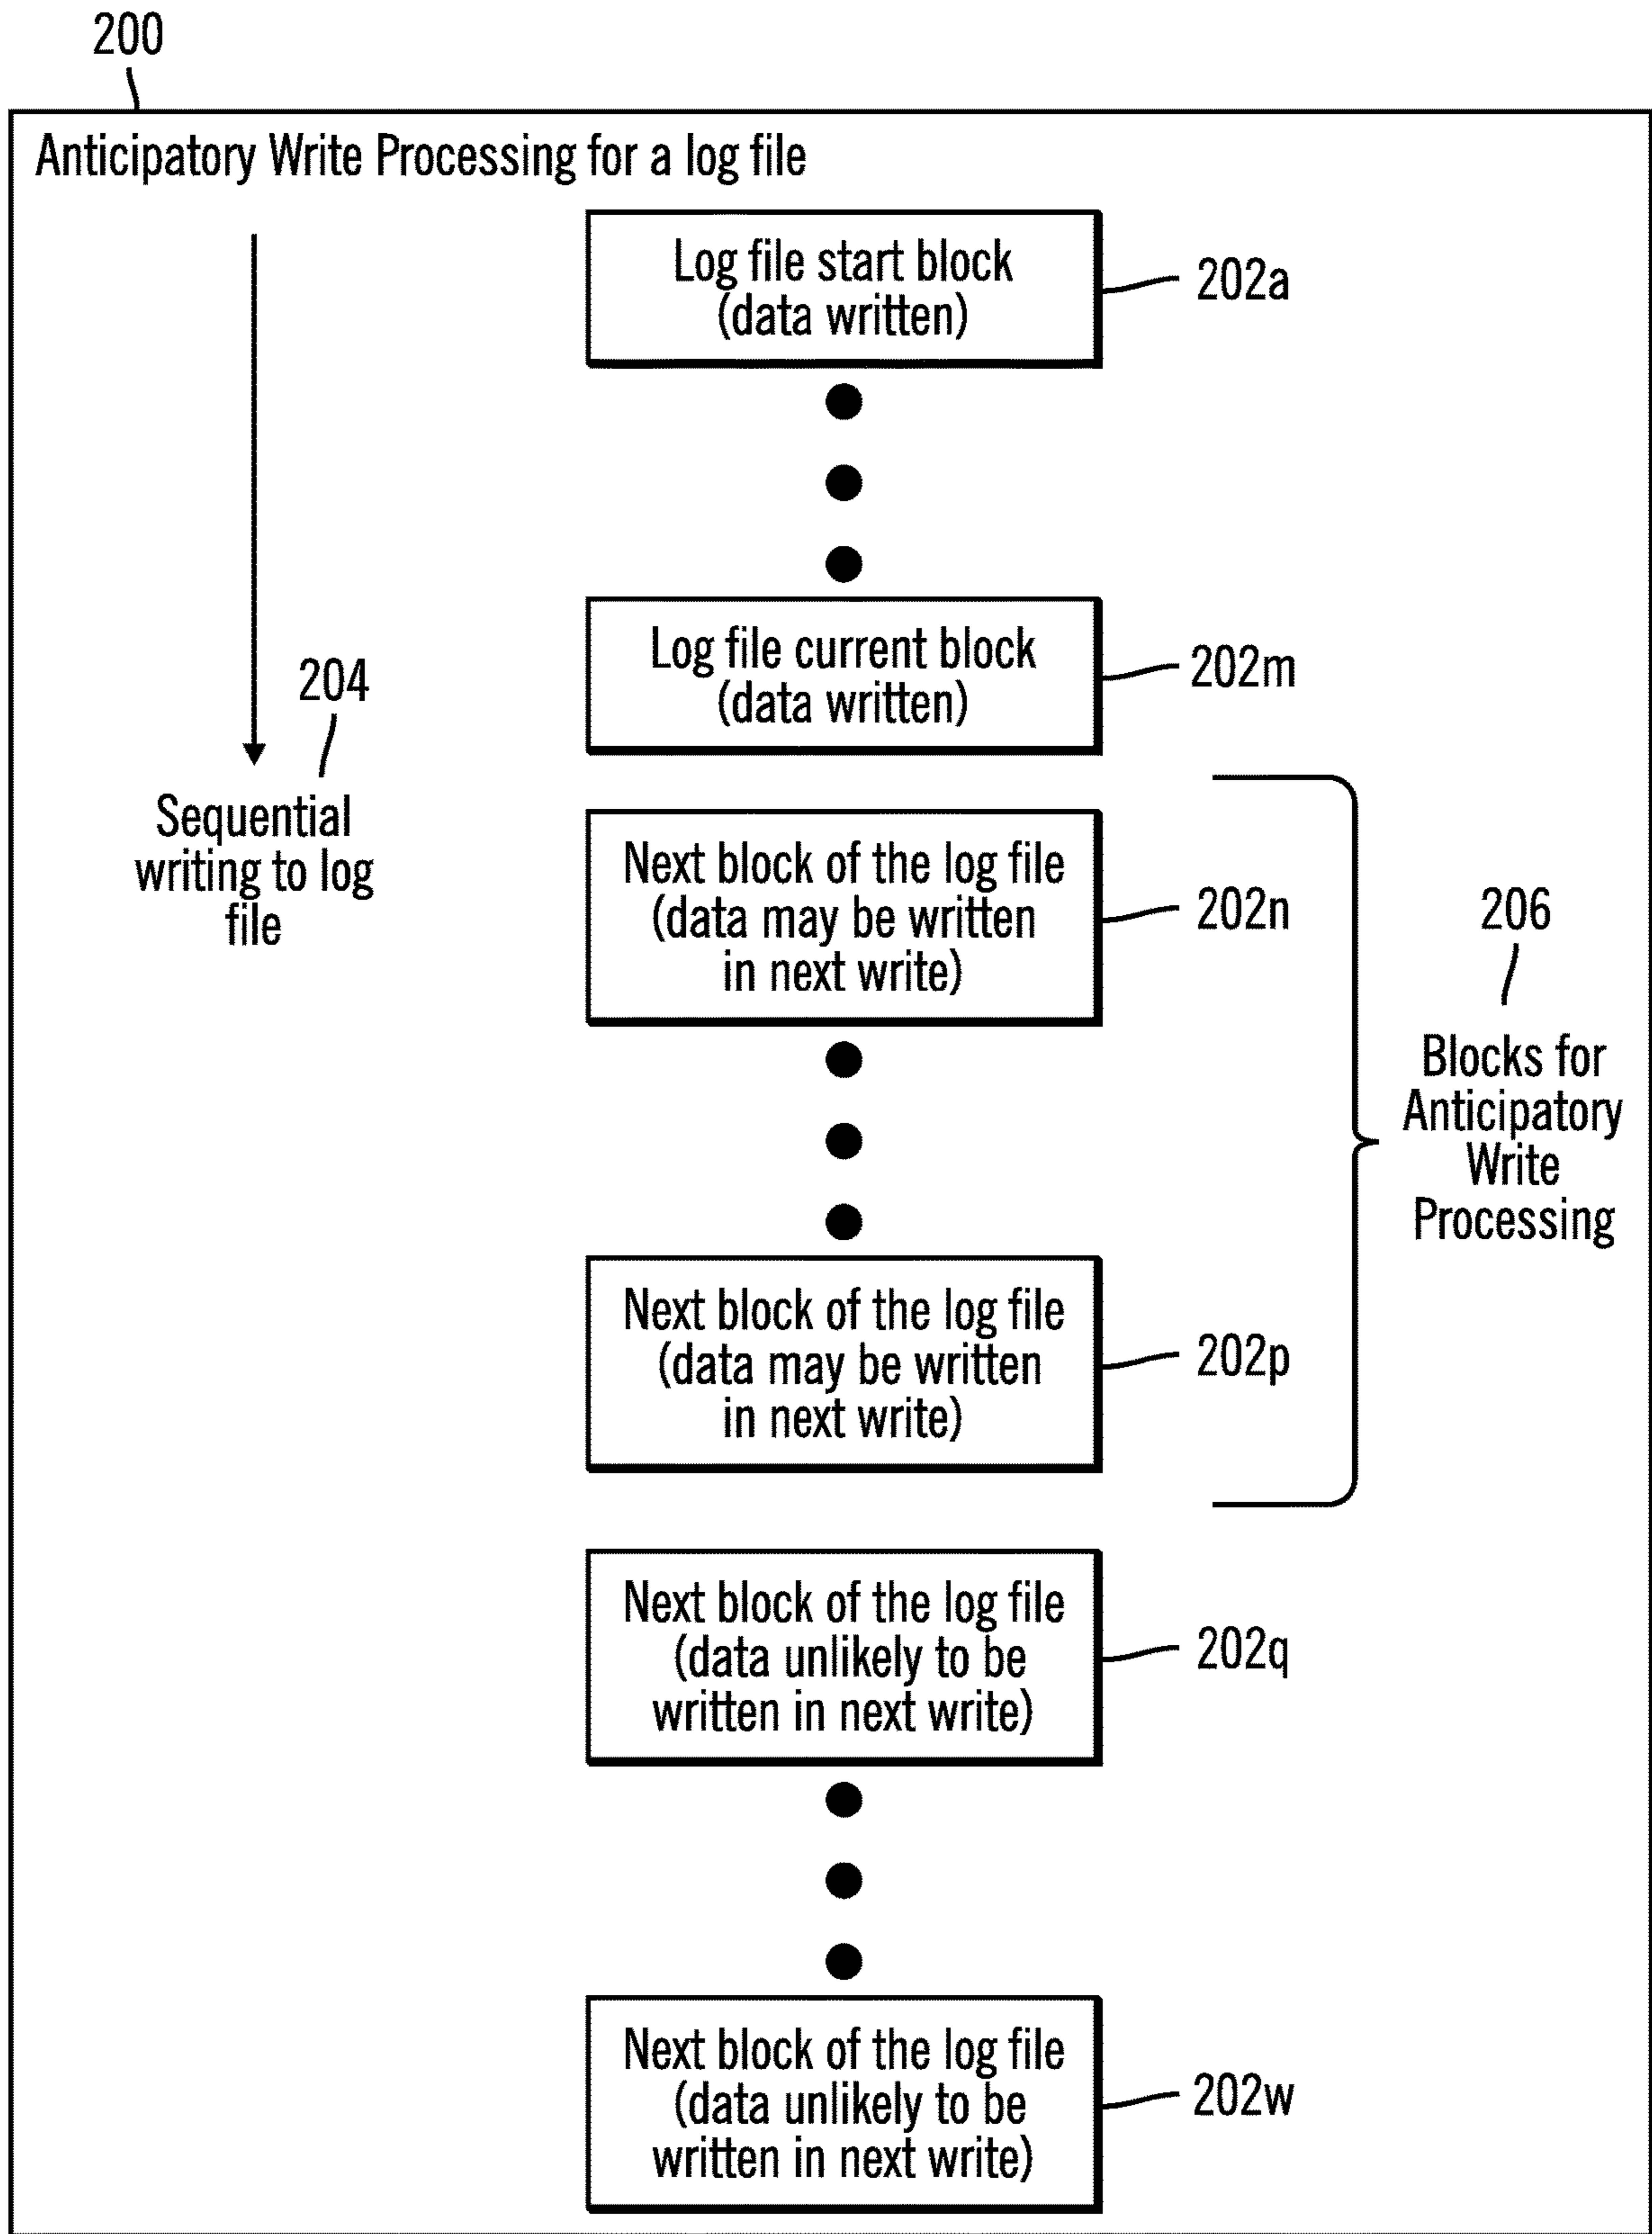 200
Anticipatory Write Processing for a log file
Log file start block
(data written)
202a
Log file current block
(data written)
202m
204
Sequential
writing to log
file
Next block of the log file
(data may be written
in next write)
202n
206
Blocks for
Anticipatory
Write
Processing
Next block of the log file
(data may be written
in next write)
202p
Next block of the log file
(data unlikely to be
written in next write)
202q
Next block of the log file
(data unlikely to be
written in next write)
202w